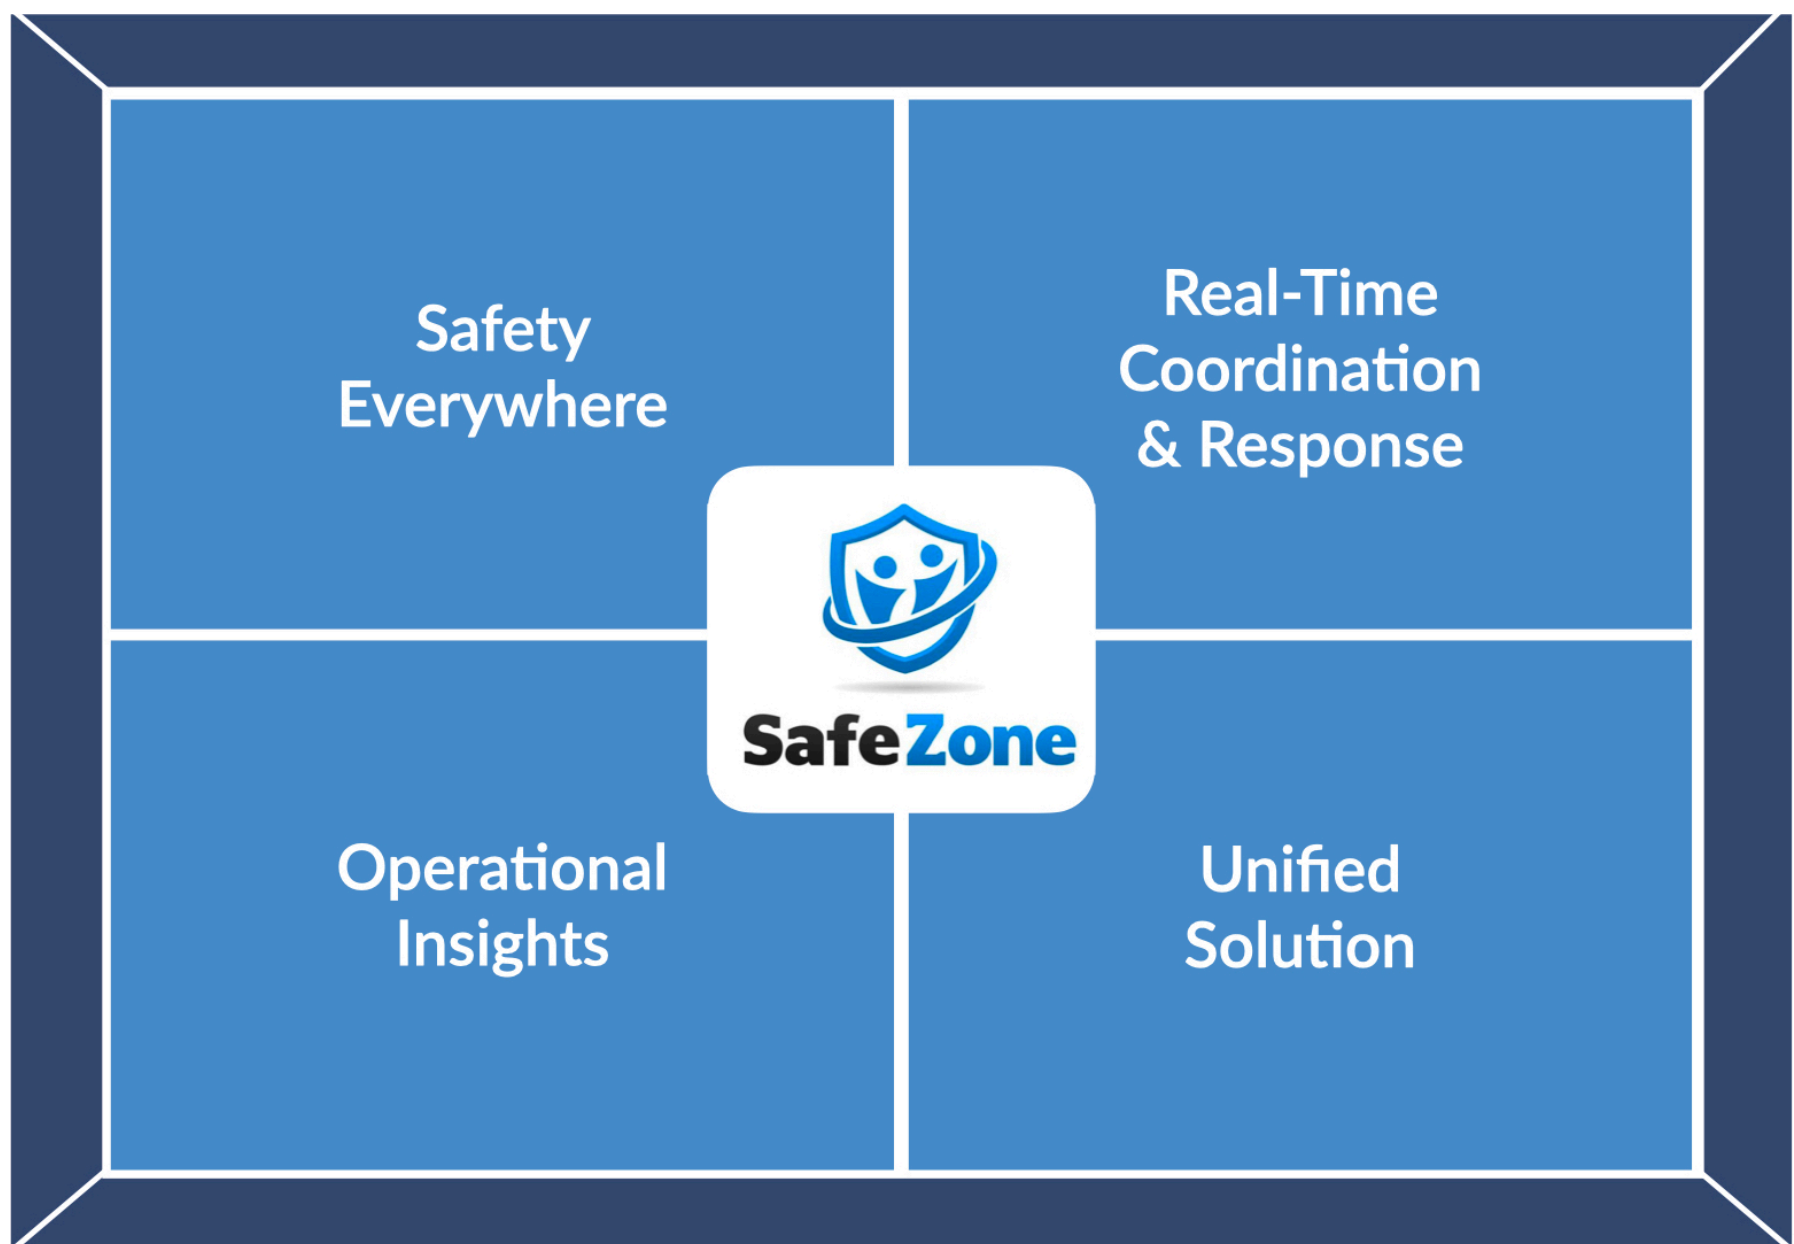 Safety
Everywhere
Real-Time
Coordination
& Response
SafeZone
Operational
Insights
Unified
Solution